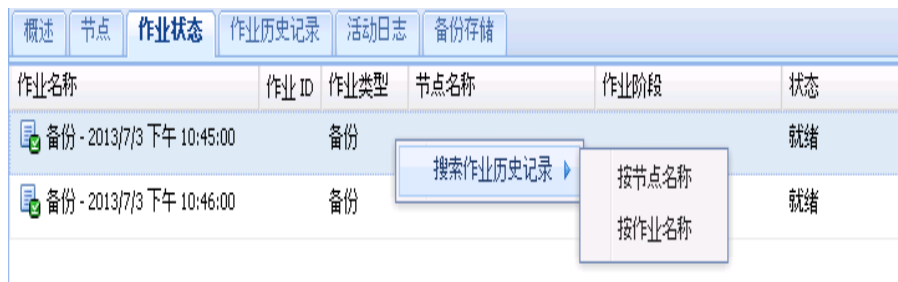 概述 节点 作业状态 作业历史记录 活动日志 备份存储
作业名称 作业 ID 作业类型 节点名称 作业阶段 状态
备份 - 2013/7/3 下午 10:45:00 备份 就绪
搜索作业历史记录 按节点名称
备份 - 2013/7/3 下午 10:46:00 备份 就绪
按作业名称